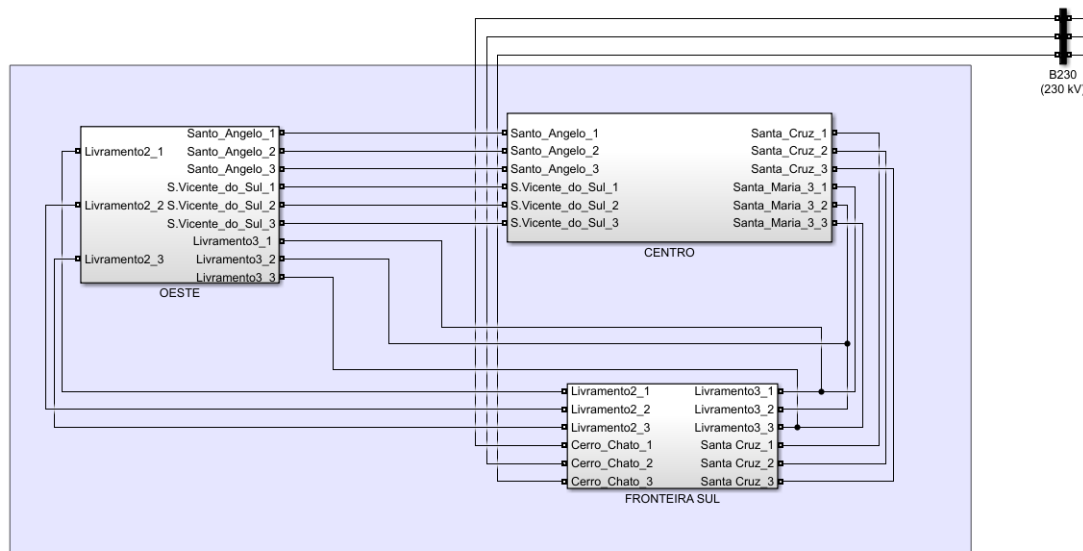 B230
(230 kV)
Livramento2_1
Livramento2_2
Livramento2_3
Santo_Angelo_1
Santo_Angelo_2
Santo_Angelo_3
S.Vicente_do_Sul_1
S.Vicente_do_Sul_2
S.Vicente_do_Sul_3
Livramento3_1
Livramento3_2
Livramento3_3
OESTE
Santo_Angelo_1
Santo_Angelo_2
Santo_Angelo_3
S.Vicente_do_Sul_1
S.Vicente_do_Sul_2
S.Vicente_do_Sul_3
Santa_Cruz_1
Santa_Cruz_2
Santa_Cruz_3
Santa_Maria_3_1
Santa_Maria_3_2
Santa_Maria_3_3
CENTRO
Livramento2_1
Livramento2_2
Livramento2_3
Cerro_Chato_1
Cerro_Chato_2
Cerro_Chato_3
Livramento3_1
Livramento3_2
Livramento3_3
Santa Cruz_1
Santa Cruz_2
Santa Cruz_3
FRONTEIRA SUL